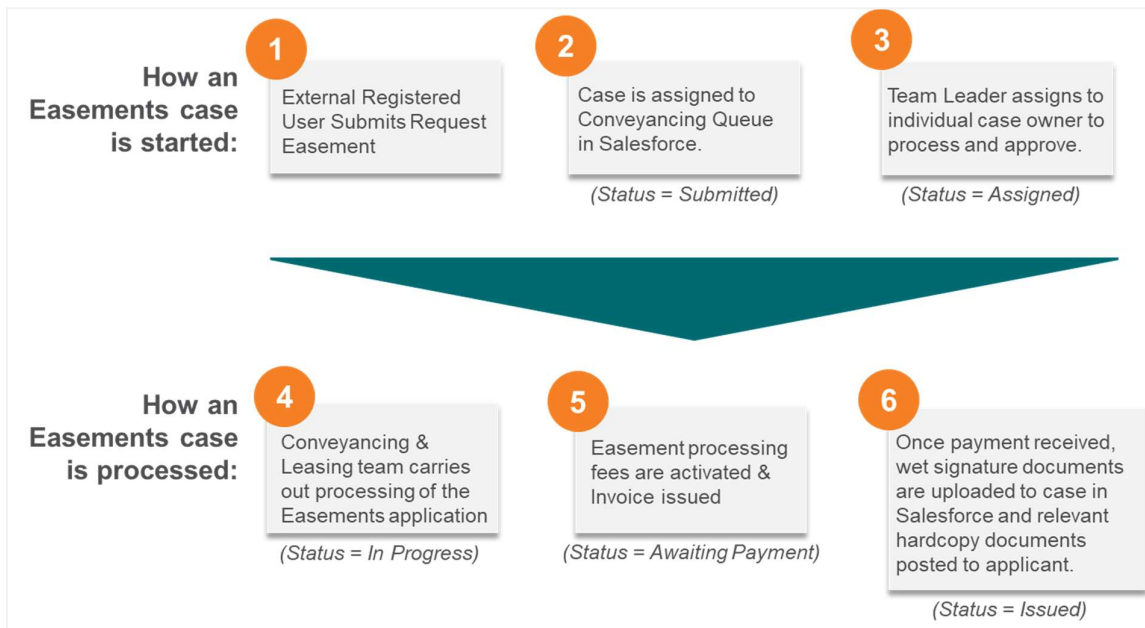 How an
Easements case
is started:
1
External Registered
User Submits Request
Easement
2
Case is assigned to
Conveyancing Queue
in Salesforce.
(Status = Submitted)
3
Team Leader assigns to
individual case owner to
process and approve.
(Status = Assigned)
How an
Easements case
is processed:
4
Conveyancing &
Leasing team carries
out processing of the
Easements application
(Status = In Progress)
5
Easement processing
fees are activated &
Invoice issued
(Status = Awaiting Payment)
6
Once payment received,
wet signature documents
are uploaded to case in
Salesforce and relevant
hardcopy documents
posted to applicant.
(Status = Issued)